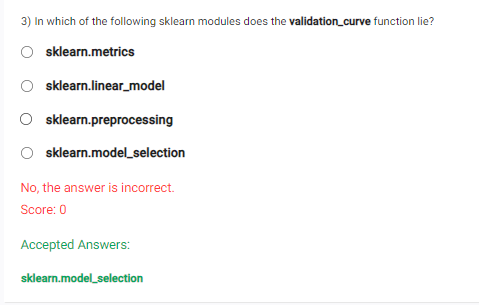 3) In which of the following sklearn modules does the validation_curve function lie?
sklearn.metrics
sklearn.linear_model
sklearn.preprocessing
sklearn.model_selection
No, the answer is incorrect.
Score: 0
Accepted Answers:
sklearn.model_selection